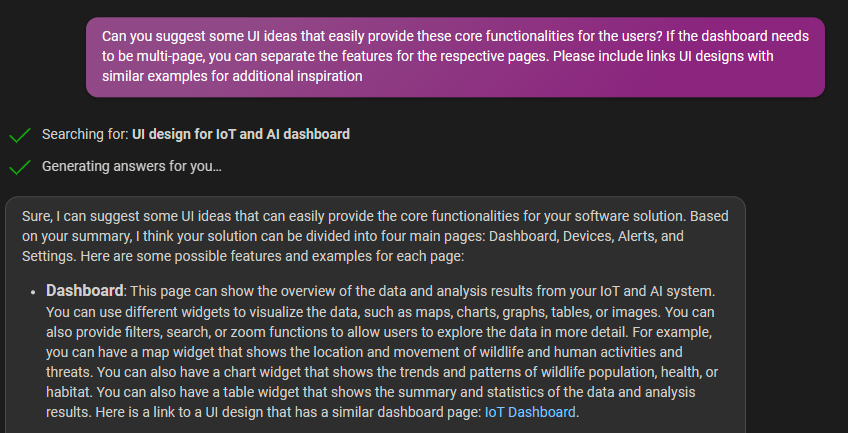 Can you suggest some UI ideas that easily provide these core functionalities for the users? If the dashboard needs
to be multi-page, you can separate the features for the respective pages. Please include links UI designs with
similar examples for additional inspiration
Searching for: UI design for IoT and AI dashboard
Generating answers for you...
Sure, I can suggest some UI ideas that can easily provide the core functionalities for your software solution. Based
on your summary, I think your solution can be divided into four main pages: Dashboard, Devices, Alerts, and
Settings. Here are some possible features and examples for each page:
• Dashboard: This page can show the overview of the data and analysis results from your IoT and AI system.
You can use different widgets to visualize the data, such as maps, charts, graphs, tables, or images. You can
also provide filters, search, or zoom functions to allow users to explore the data in more detail. For example,
you can have a map widget that shows the location and movement of wildlife and human activities and
threats. You can also have a chart widget that shows the trends and patterns of wildlife population, health, or
habitat. You can also have a table widget that shows the summary and statistics of the data and analysis
results. Here is a link to a UI design that has a similar dashboard page: IoT Dashboard.